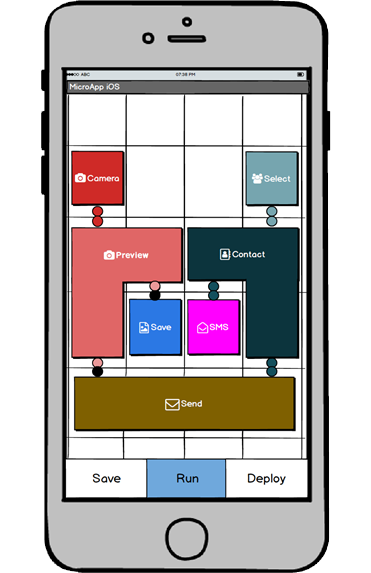 ABC 07:38 PM
MicroApp iOS
Camera
Select
Preview
Contact
Save
SMS
Send
Save Run Deploy